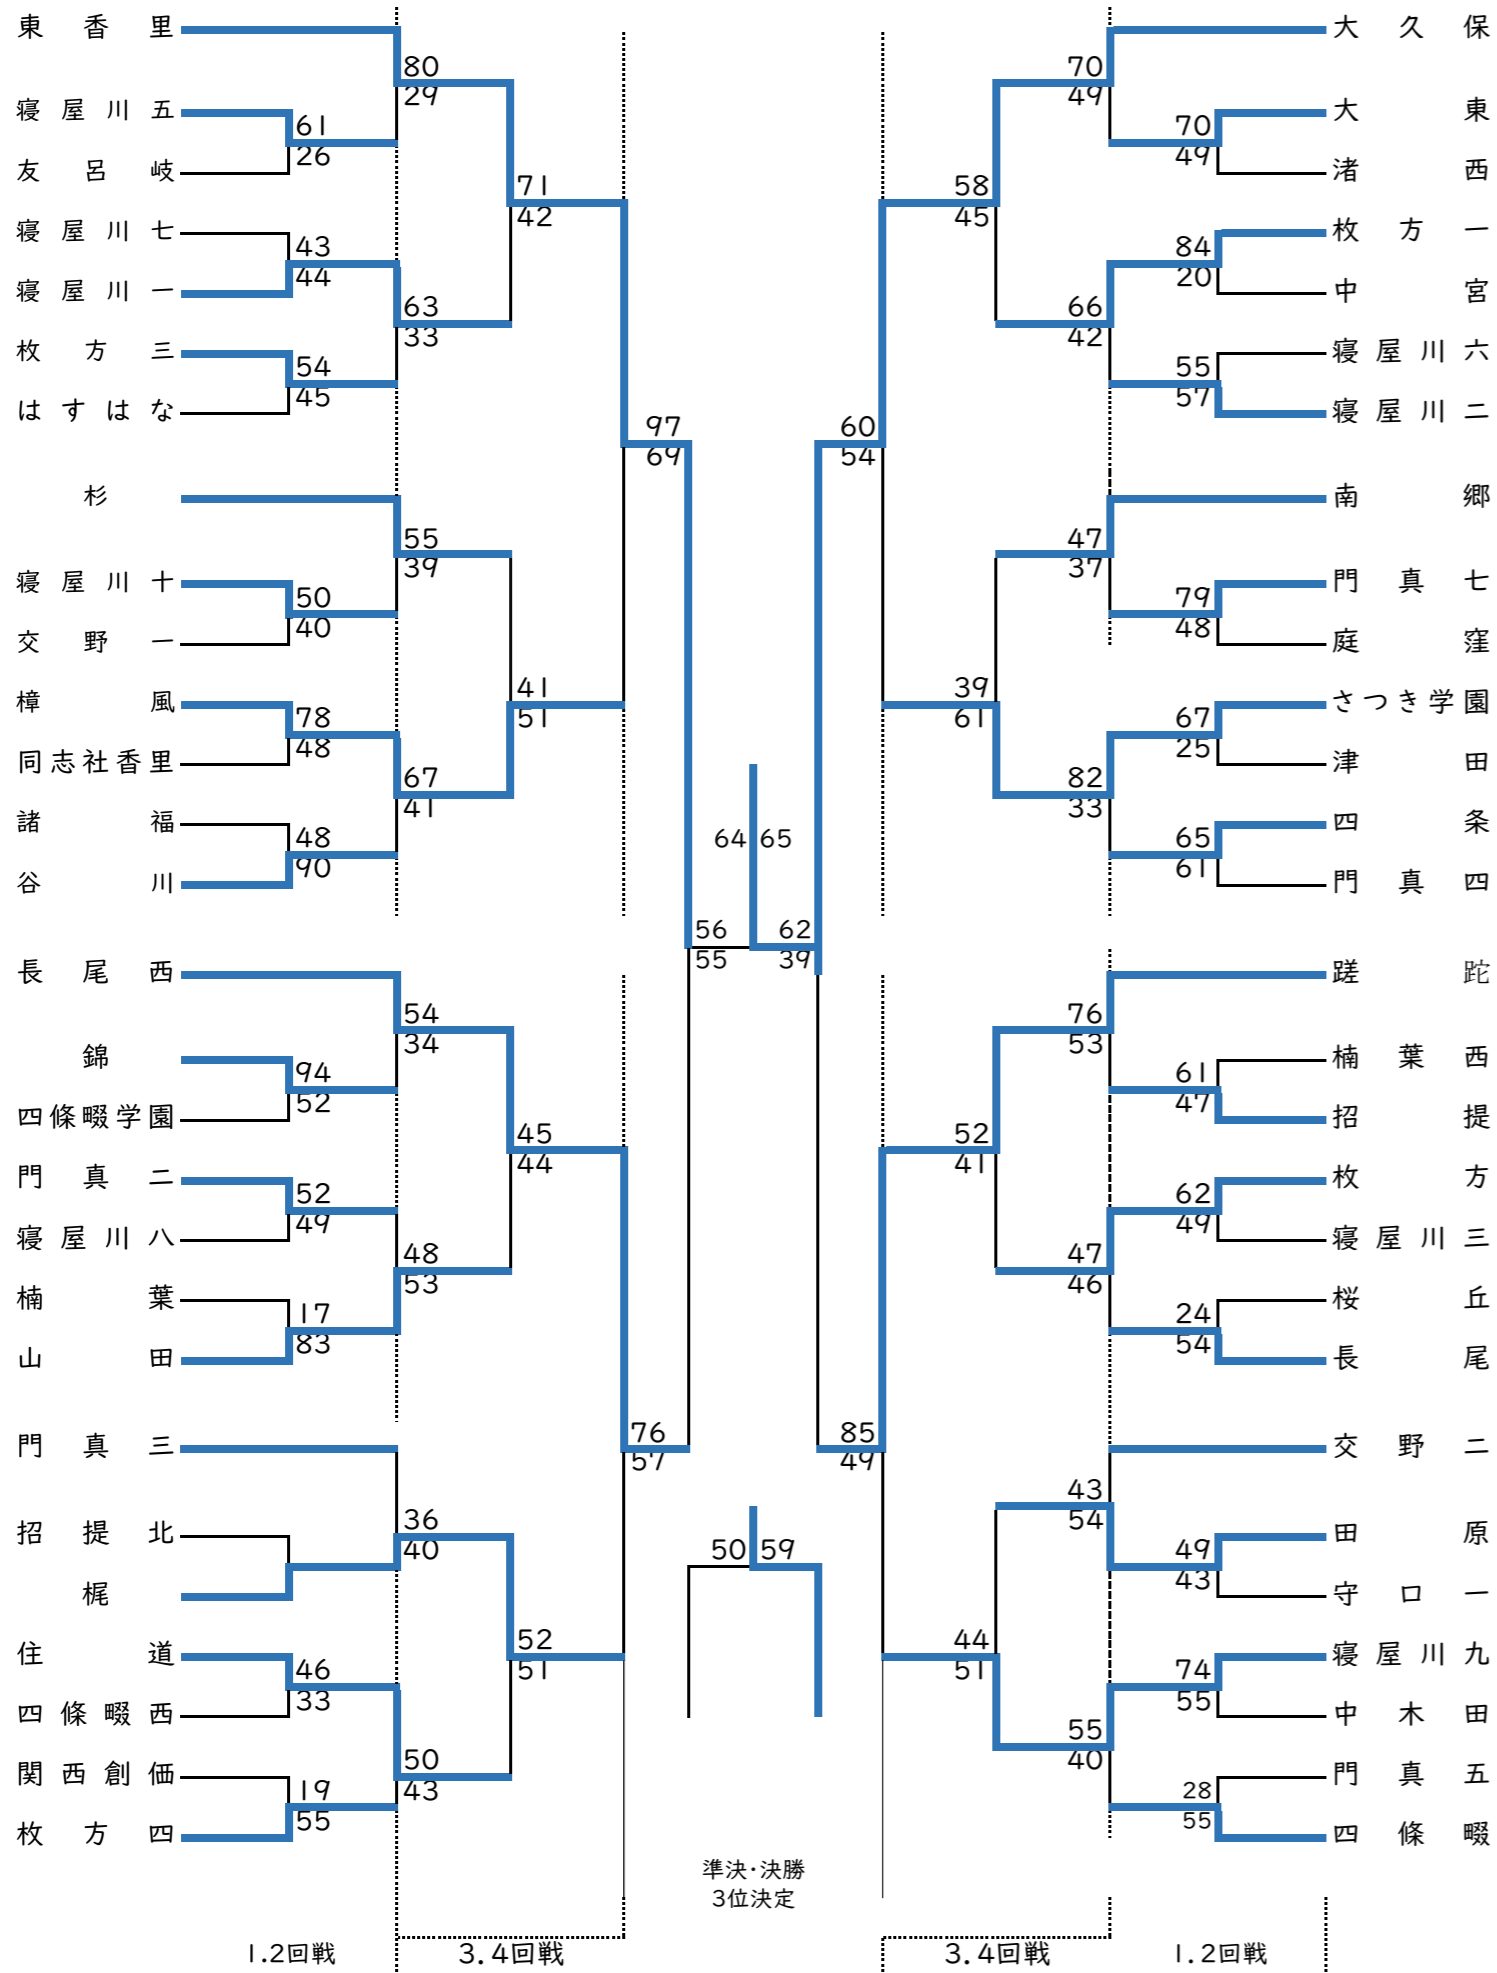 東香里
80
29
寝屋川五
61
26
友呂岐
71
42
寝屋川七
43
44
寝屋川一
63
33
枚方三
54
45
はすはな
97
69
杉
55
39
寝屋川十
50
40
交野一
41
51
樟風
78
48
同志社香里
67
41
諸福
48
90
谷川
大久保
70
49
大東
70
49
渚西
58
45
枚方一
84
20
中宮
66
42
寝屋川六
55
57
寝屋川二
60
54
南郷
47
37
門真七
79
48
庭窪
39
61
さつき学園
67
25
津田
82
33
四条
65
61
門真四
64 65
56
55
62
39
長尾西
54
34
錦
94
52
四條畷学園
45
44
門真二
52
49
寝屋川八
48
53
楠葉
17
83
山田
76
57
門真三
36
40
招提北
梶
52
51
住道
46
33
四條畷西
50
43
関西創価
19
55
枚方四
蹉跎
76
53
楠葉西
61
47
招提
52
41
枚方
62
49
寝屋川三
47
46
桜丘
24
54
長尾
85
49
交野二
43
54
田原
49
43
守口一
44
51
寝屋川九
74
55
中木田
55
40
門真五
28
55
四條畷
50 59
準決・決勝
3位決定
1.2回戦
3.4回戦
3.4回戦
1.2回戦